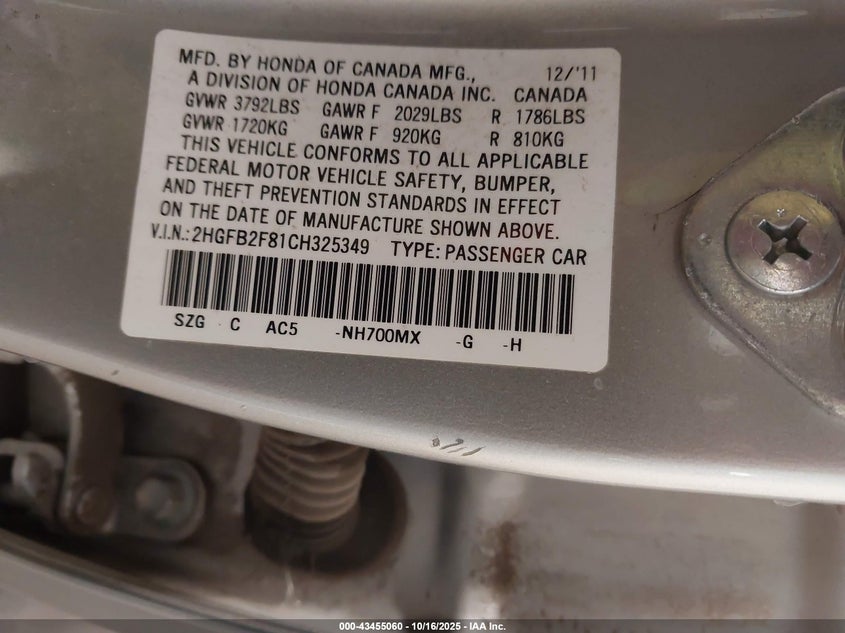 MFD. BY HONDA OF CANADA MFG., 12/'11
A DIVISION OF HONDA CANADA INC. CANADA
GVWR 3792LBS GAWR F 2029LBS R 1786LBS
GVWR 1720KG GAWR F 920KG R 810KG
THIS VEHICLE CONFORMS TO ALL APPLICABLE
FEDERAL MOTOR VEHICLE SAFETY, BUMPER,
AND THEFT PREVENTION STANDARDS IN EFFECT
ON THE DATE OF MANUFACTURE SHOWN ABOVE.
V.I.N.:2HGFB2F81CH325349 TYPE: PASSENGER CAR
SZG C AC5 -NH700MX -G -H
000-43455060 - 10/16/2025 - IAA Inc.